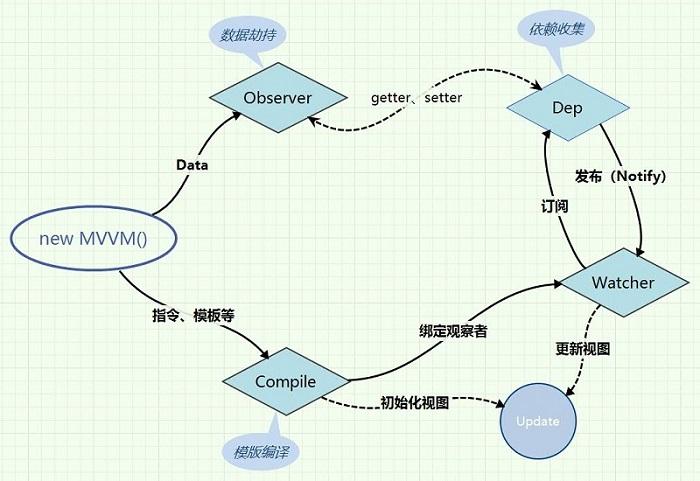 数据劫持
依赖收集
Observer
getter、setter
Dep
Data
发布（Notify）
订阅
new MVVM()
Watcher
指令、模板等
绑定观察者
更新视图
Compile
初始化视图
Update
模版编译